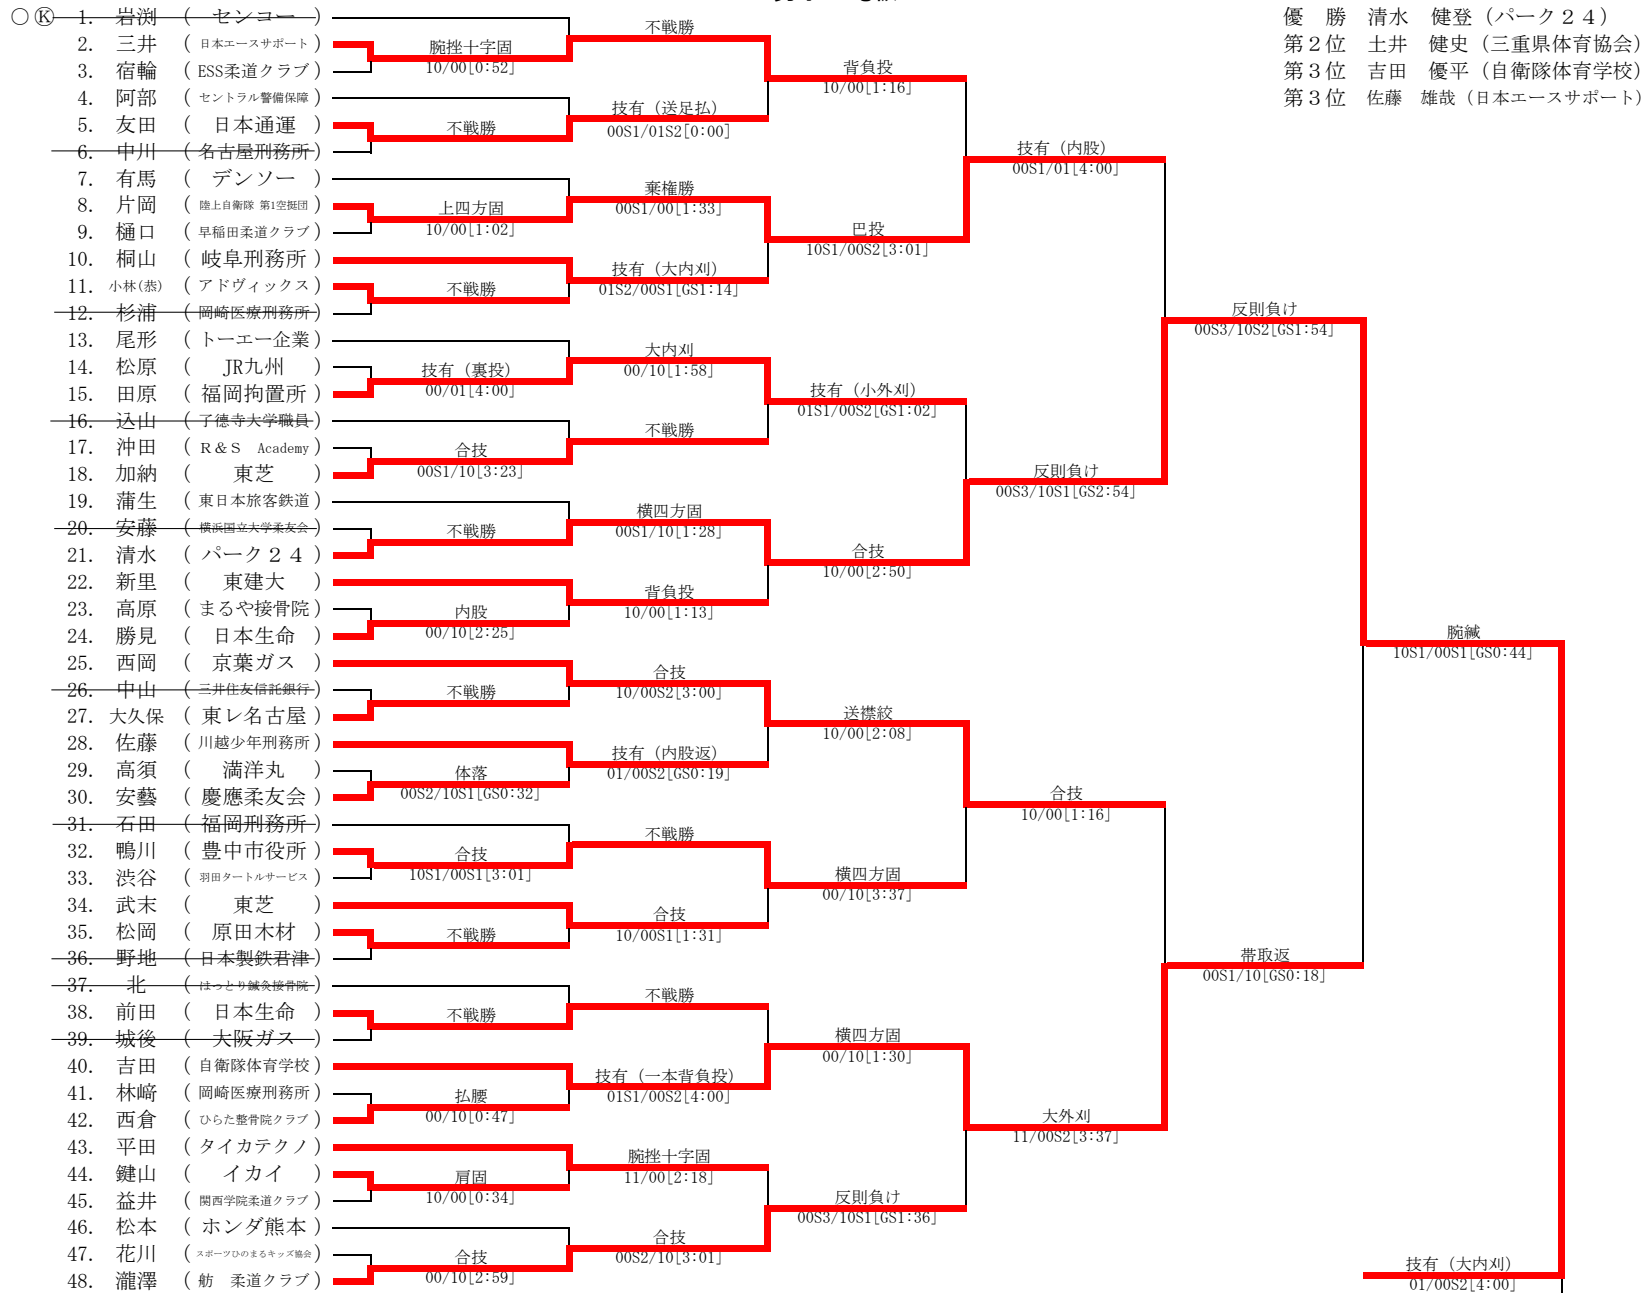 優　勝　清水　健登（パーク２４）
第２位　土井　健史（三重県体育協会）
第３位　吉田　優平（自衛隊体育学校）
第３位　佐藤　雄哉（日本エースサポート）
○Ⓚ 1. 岩渕 （ センコー ）
2. 三井 （ 日本エースサポート ）
3. 宿輪 （ ESS柔道クラブ ）
4. 阿部 （ セントラル警備保障 ）
5. 友田 （ 日本通運 ）
6. 中川 （ 名古屋刑務所 ）
7. 有馬 （ デンソー ）
8. 片岡 （ 陸上自衛隊 第1空挺団 ）
9. 樋口 （ 早稲田柔道クラブ ）
10. 桐山 （ 岐阜刑務所 ）
11. 小林(恭) （ アドヴィックス ）
12. 杉浦 （ 岡崎医療刑務所 ）
13. 尾形 （ トーエー企業 ）
14. 松原 （ JR九州 ）
15. 田原 （ 福岡拘置所 ）
16. 込山 （ 了徳寺大学職員 ）
17. 沖田 （ R＆S Academy ）
18. 加納 （ 東芝 ）
19. 蒲生 （ 東日本旅客鉄道 ）
20. 安藤 （ 横浜国立大学柔友会 ）
21. 清水 （ パーク２４ ）
22. 新里 （ 東建大 ）
23. 高原 （ まるや接骨院 ）
24. 勝見 （ 日本生命 ）
25. 西岡 （ 京葉ガス ）
26. 中山 （ 三井住友信託銀行 ）
27. 大久保 （ 東レ名古屋 ）
28. 佐藤 （ 川越少年刑務所 ）
29. 高須 （ 満洋丸 ）
30. 安藝 （ 慶應柔友会 ）
31. 石田 （ 福岡刑務所 ）
32. 鴨川 （ 豊中市役所 ）
33. 渋谷 （ 羽田タートルサービス ）
34. 武末 （ 東芝 ）
35. 松岡 （ 原田木材 ）
36. 野地 （ 日本製鉄君津 ）
37. 北 （ はっとり鍼灸接骨院 ）
38. 前田 （ 日本生命 ）
39. 城後 （ 大阪ガス ）
40. 吉田 （ 自衛隊体育学校 ）
41. 林﨑 （ 岡崎医療刑務所 ）
42. 西倉 （ ひらた整骨院クラブ ）
43. 平田 （ タイカテクノ ）
44. 鍵山 （ イカイ ）
45. 益井 （ 関西学院柔道クラブ ）
46. 松本 （ ホンダ熊本 ）
47. 花川 （ スポーツひのまるキッズ協会 ）
48. 瀧澤 （ 舫　柔道クラブ ）
腕挫十字固
10/00[0:52]
不戦勝
上四方固
10/00[1:02]
不戦勝
技有（裏投）
00/01[4:00]
合技
00S1/10[3:23]
不戦勝
内股
00/10[2:25]
不戦勝
体落
00S2/10S1[GS0:32]
合技
10S1/00S1[3:01]
不戦勝
不戦勝
払腰
00/10[0:47]
肩固
10/00[0:34]
合技
00/10[2:59]
不戦勝
技有（送足払）
00S1/01S2[0:00]
棄権勝
00S1/00[1:33]
技有（大内刈）
01S2/00S1[GS1:14]
大内刈
00/10[1:58]
不戦勝
横四方固
00S1/10[1:28]
背負投
10/00[1:13]
合技
10/00S2[3:00]
技有（内股返）
01/00S2[GS0:19]
不戦勝
合技
10/00S1[1:31]
不戦勝
技有（一本背負投）
01S1/00S2[4:00]
腕挫十字固
11/00[2:18]
合技
00S2/10[3:01]
背負投
10/00[1:16]
巴投
10S1/00S2[3:01]
技有（小外刈）
01S1/00S2[GS1:02]
合技
10/00[2:50]
送襟絞
10/00[2:08]
横四方固
00/10[3:37]
横四方固
00/10[1:30]
反則負け
00S3/10S1[GS1:36]
技有（内股）
00S1/01[4:00]
反則負け
00S3/10S1[GS2:54]
合技
10/00[1:16]
大外刈
11/00S2[3:37]
反則負け
00S3/10S2[GS1:54]
帯取返
00S1/10[GS0:18]
腕緘
10S1/00S1[GS0:44]
技有（大内刈）
01/00S2[4:00]